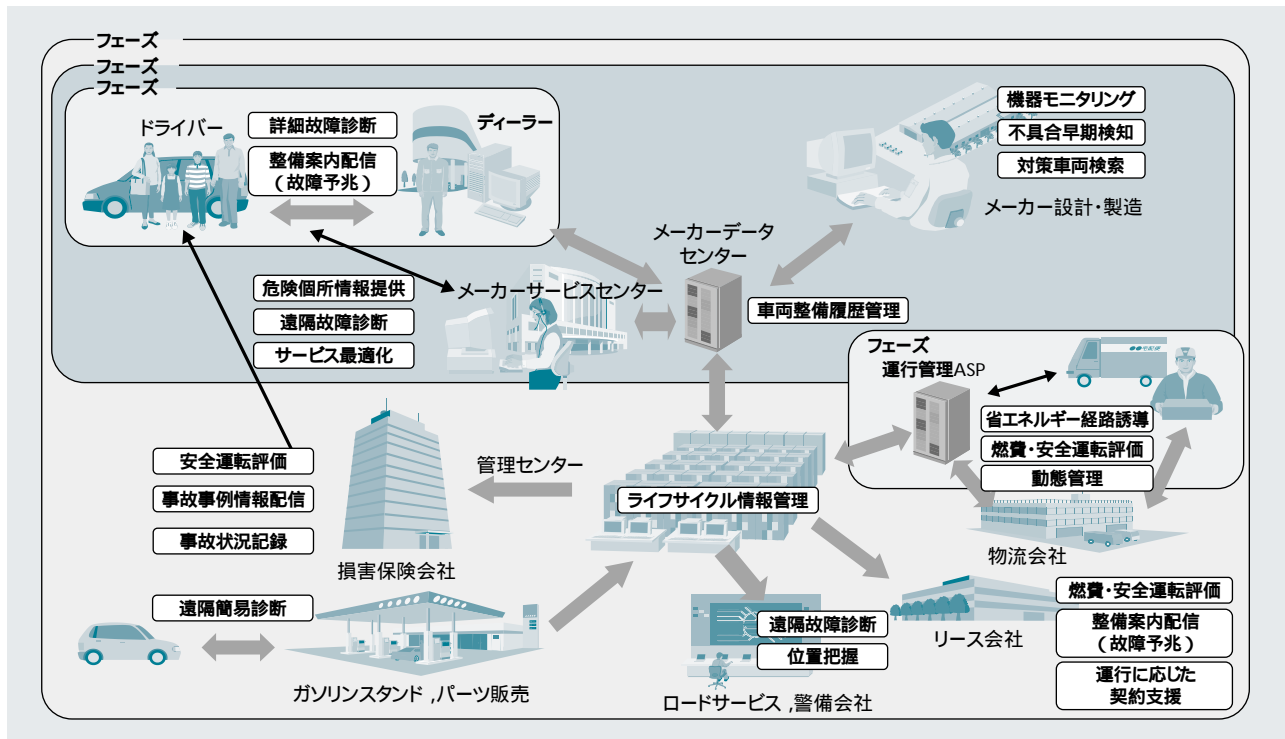 フェーズ
フェーズ
フェーズ
ドライバー
詳細故障診断
整備案内配信
(故障予兆)
ディーラー
機器モニタリング
不具合早期検知
対策車両検索
メーカー設計・製造
メーカーデータ
センター
危険個所情報提供
遠隔故障診断
サービス最適化
メーカーサービスセンター
車両整備履歴管理
フェーズ
運行管理ASP
●●宅配便
省エネルギー経路誘導
燃費・安全運転評価
動態管理
物流会社
安全運転評価
事故事例情報配信
事故状況記録
損害保険会社
管理センター
ライフサイクル情報管理
遠隔簡易診断
ガソリンスタンド,パーツ販売
遠隔故障診断
位置把握
ロードサービス,警備会社
リース会社
燃費・安全運転評価
整備案内配信
(故障予兆)
運行に応じた
契約支援